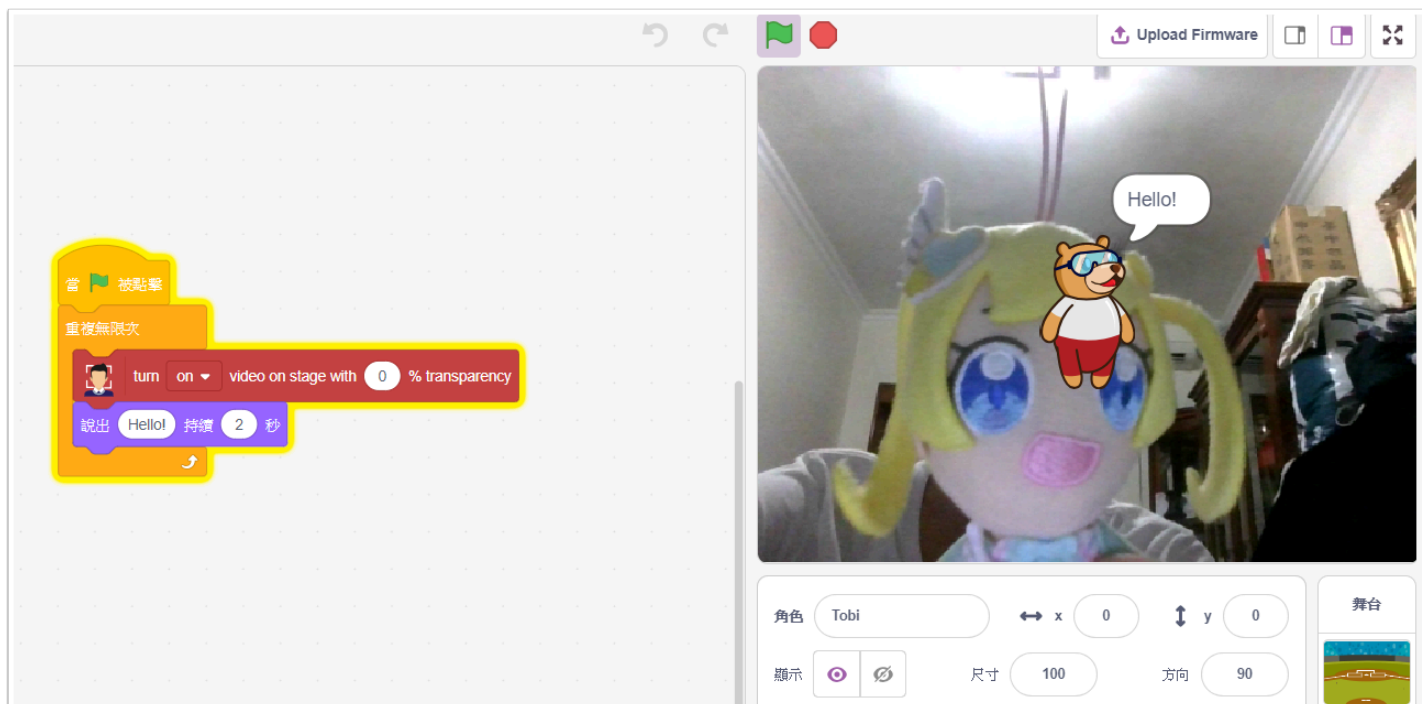 Upload Firmware
當 被點擊
重複無限次
turn on video on stage with 0 % transparency
說出 Hello! 持續 2 秒
Hello!
角色 Tobi x 0 y 0
顯示 尺寸 100 方向 90
舞台